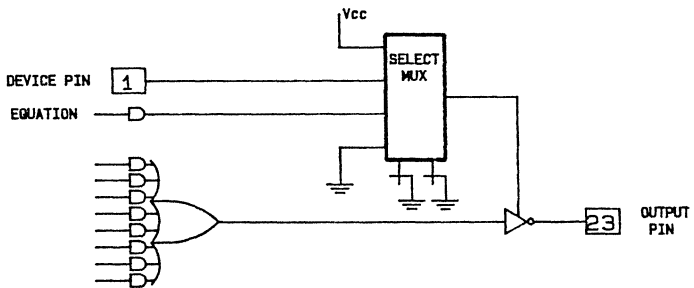 Vcc
SELECT
MUX
DEVICE PIN 1
EQUATION
23 OUTPUT
PIN